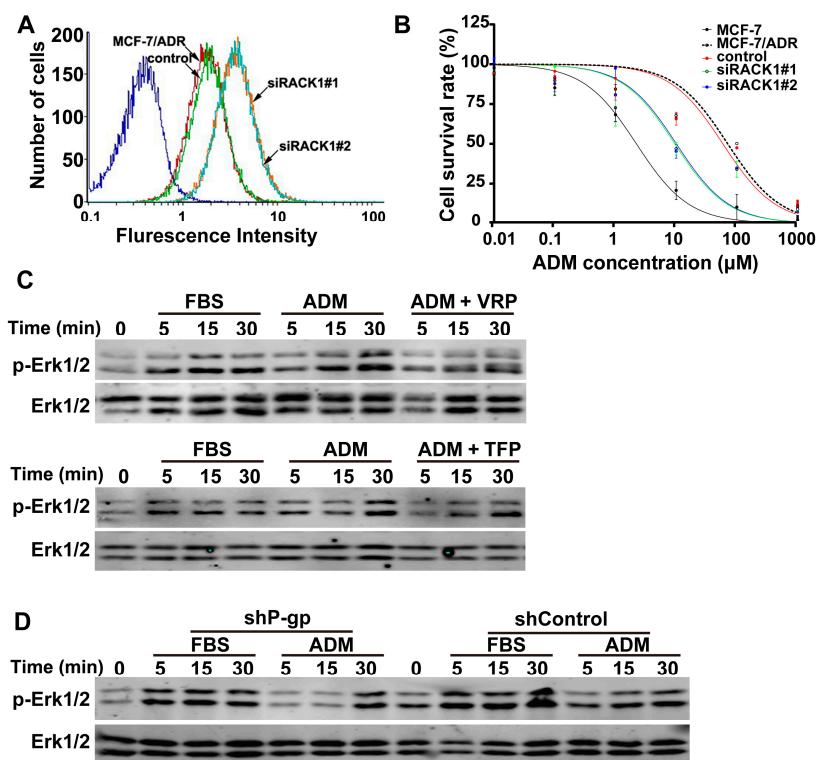 A
Number of cells
200
150
100
50
0
0.1
1
10
100
Flurescence Intensity
MCF-7/ADR
control
siRACK1#1
siRACK1#2
B
Cell survival rate (%)
125
100
75
50
25
0
0.01
0.1
1
10
100
1000
ADM concentration (µM)
MCF-7
MCF-7/ADR
control
siRACK1#1
siRACK1#2
C
FBS ADM ADM + VRP
Time (min) 0 5 15 30 5 15 30 5 15 30
p-Erk1/2
Erk1/2
FBS ADM ADM + TFP
Time (min) 0 5 15 30 5 15 30 5 15 30
p-Erk1/2
Erk1/2
D
shP-gp shControl
FBS ADM FBS ADM
Time (min) 0 5 15 30 5 15 30 0 5 15 30 5 15 30
p-Erk1/2
Erk1/2